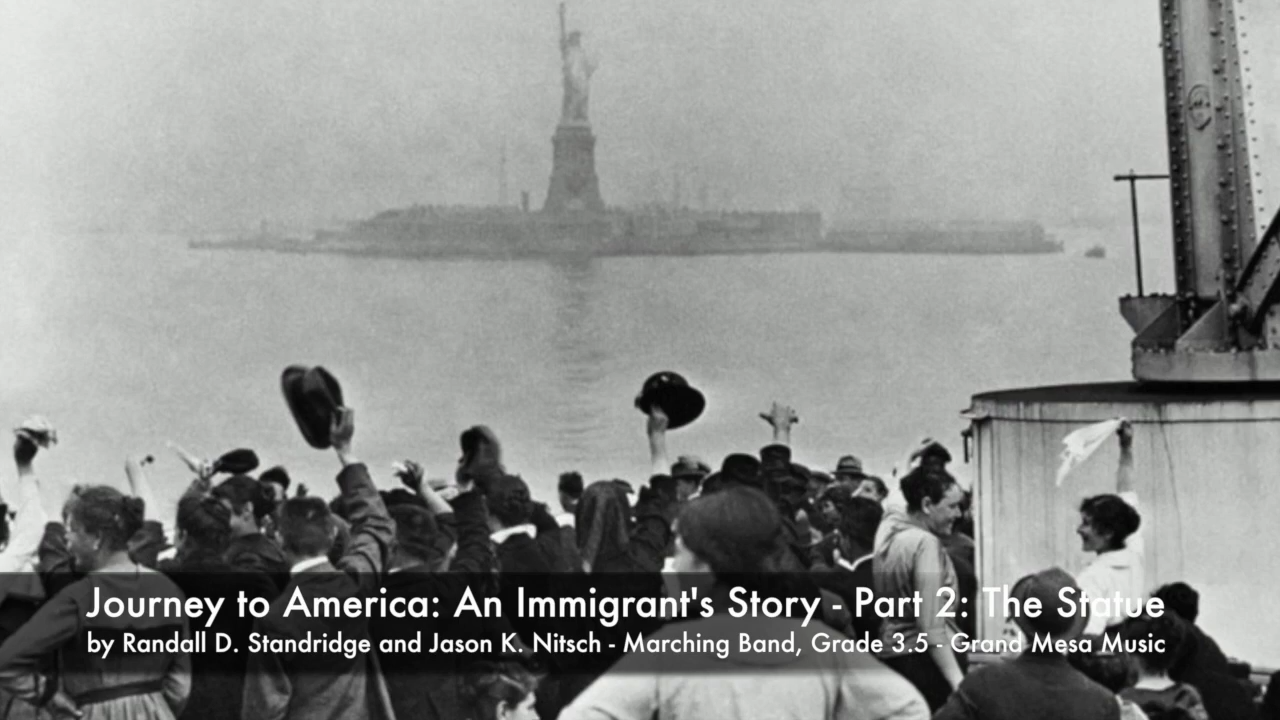 Journey to America: An Immigrant's Story - Part 2: The Statue
by Randall D. Standridge and Jason K. Nitsch - Marching Band, Grade 3.5 - Grand Mesa Music